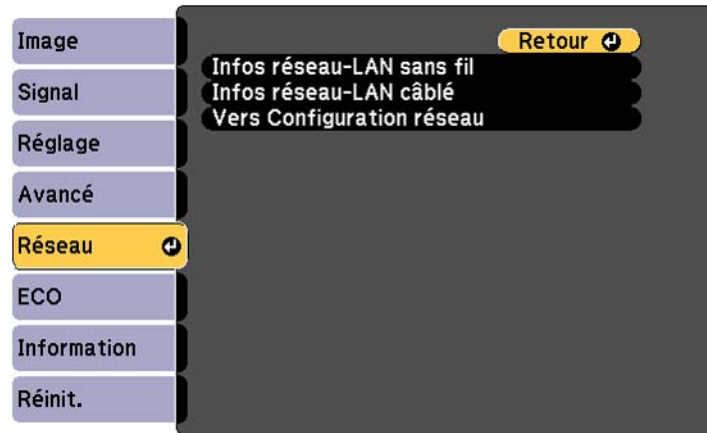 Image
Signal
Réglage
Avancé
Réseau
ECO
Information
Réinit.
Retour
Infos réseau-LAN sans fil
Infos réseau-LAN câblé
Vers Configuration réseau